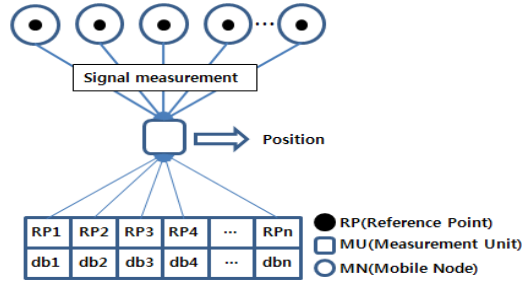 ...
Signal measurement
Position
RP1 RP2 RP3 RP4 ... RPn
db1 db2 db3 db4 ... dbn
RP(Reference Point)
MU(Measurement Unit)
MN(Mobile Node)